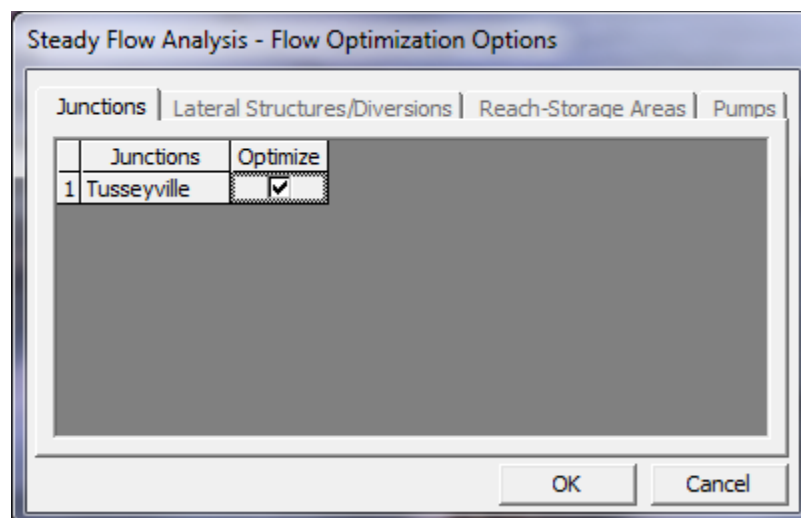 Steady Flow Analysis - Flow Optimization Options
Junctions Lateral Structures/Diversions Reach-Storage Areas Pumps
Junctions Optimize
1 Tusseyville
OK Cancel